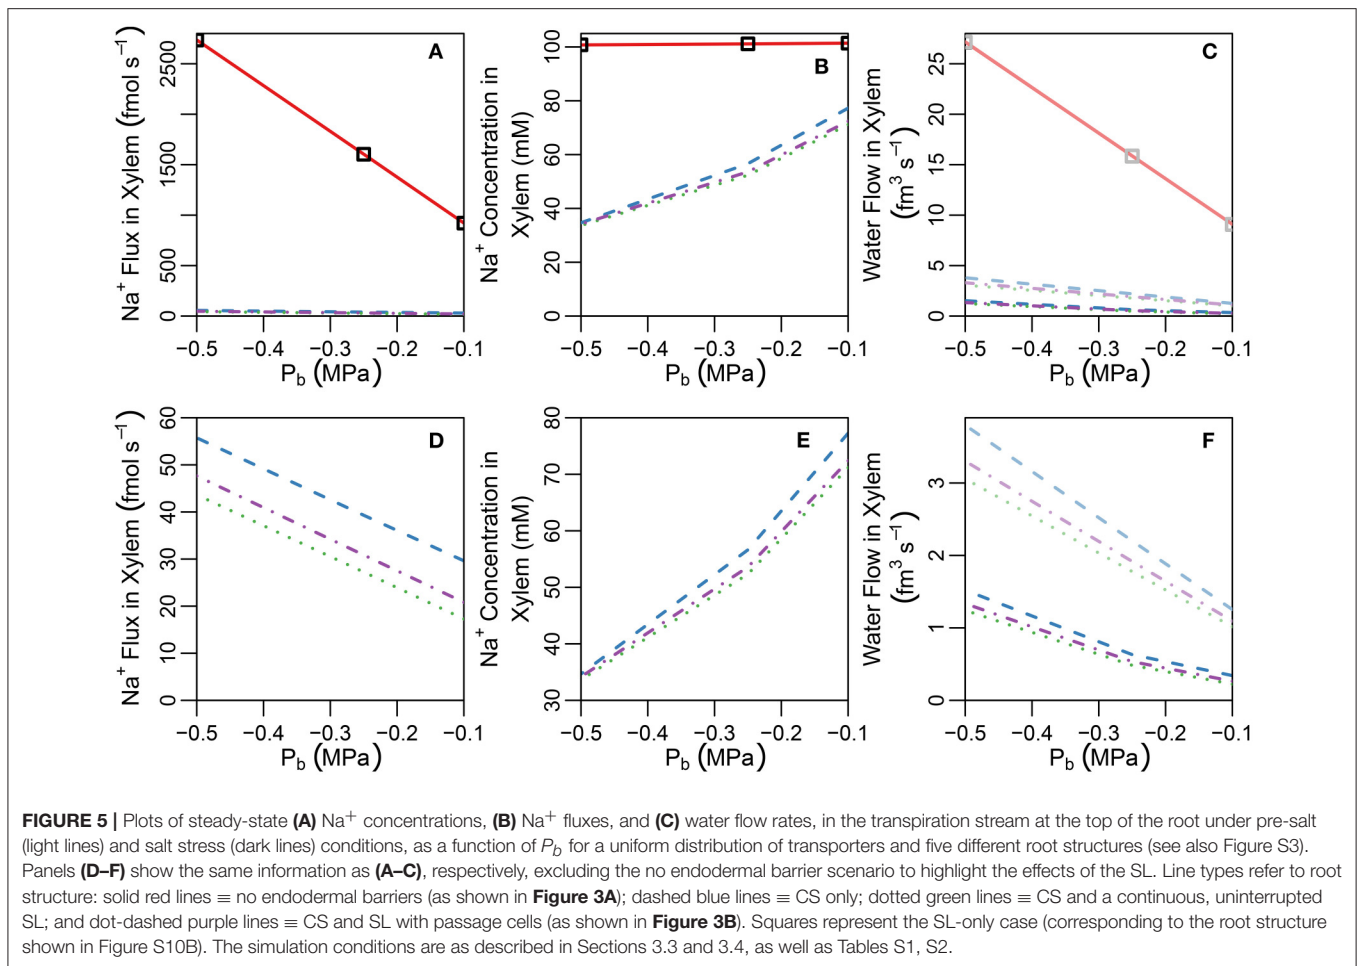 A
Na⁺ Flux in Xylem (fmol s⁻¹)
0 500 1500 2500
−0.5 −0.4 −0.3 −0.2 −0.1
P_b (MPa)
B
Na⁺ Concentration in
Xylem (mM)
0 20 40 60 80 100
−0.5 −0.4 −0.3 −0.2 −0.1
P_b (MPa)
C
Water Flow in Xylem
(fm³ s⁻¹)
0 5 10 15 20 25
−0.5 −0.4 −0.3 −0.2 −0.1
P_b (MPa)
D
Na⁺ Flux in Xylem (fmol s⁻¹)
0 10 20 30 40 50 60
−0.5 −0.4 −0.3 −0.2 −0.1
P_b (MPa)
E
Na⁺ Concentration in
Xylem (mM)
30 40 50 60 70 80
−0.5 −0.4 −0.3 −0.2 −0.1
P_b (MPa)
F
Water Flow in Xylem
(fm³ s⁻¹)
0 1 2 3
−0.5 −0.4 −0.3 −0.2 −0.1
P_b (MPa)
FIGURE 5 | Plots of steady-state (A) Na⁺ concentrations, (B) Na⁺ fluxes, and (C) water flow rates, in the transpiration stream at the top of the root under pre-salt
(light lines) and salt stress (dark lines) conditions, as a function of P_b for a uniform distribution of transporters and five different root structures (see also Figure S3).
Panels (D–F) show the same information as (A–C), respectively, excluding the no endodermal barrier scenario to highlight the effects of the SL. Line types refer to root
structure: solid red lines ≡ no endodermal barriers (as shown in Figure 3A); dashed blue lines ≡ CS only; dotted green lines ≡ CS and a continuous, uninterrupted
SL; and dot-dashed purple lines ≡ CS and SL with passage cells (as shown in Figure 3B). Squares represent the SL-only case (corresponding to the root structure
shown in Figure S10B). The simulation conditions are as described in Sections 3.3 and 3.4, as well as Tables S1, S2.